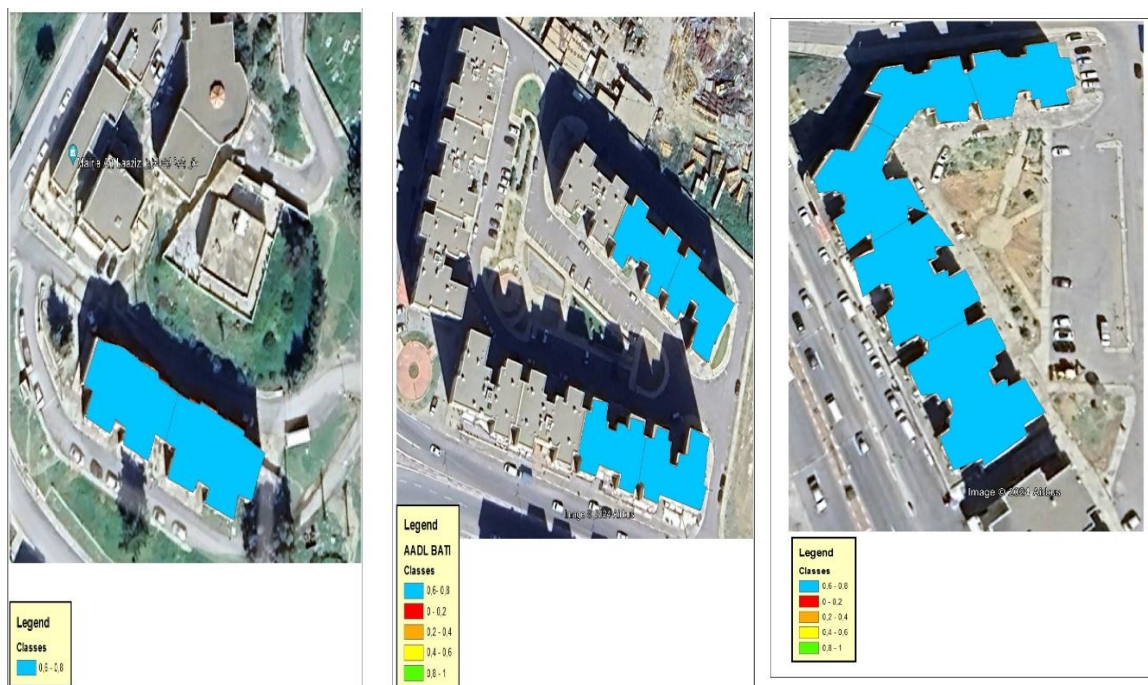 Image © 2024 Airbus
Image © 2024 Airbus
Legend
Classes
0,6 - 0,8
Legend
AADL BATI
Classes
0,6- 0,8
0 - 0,2
0,2 - 0,4
0,4 - 0,6
0,8 - 1
Legend
Classes
0,6 - 0,8
0 - 0,2
0,2 - 0,4
0,4 - 0,6
0,8 - 1